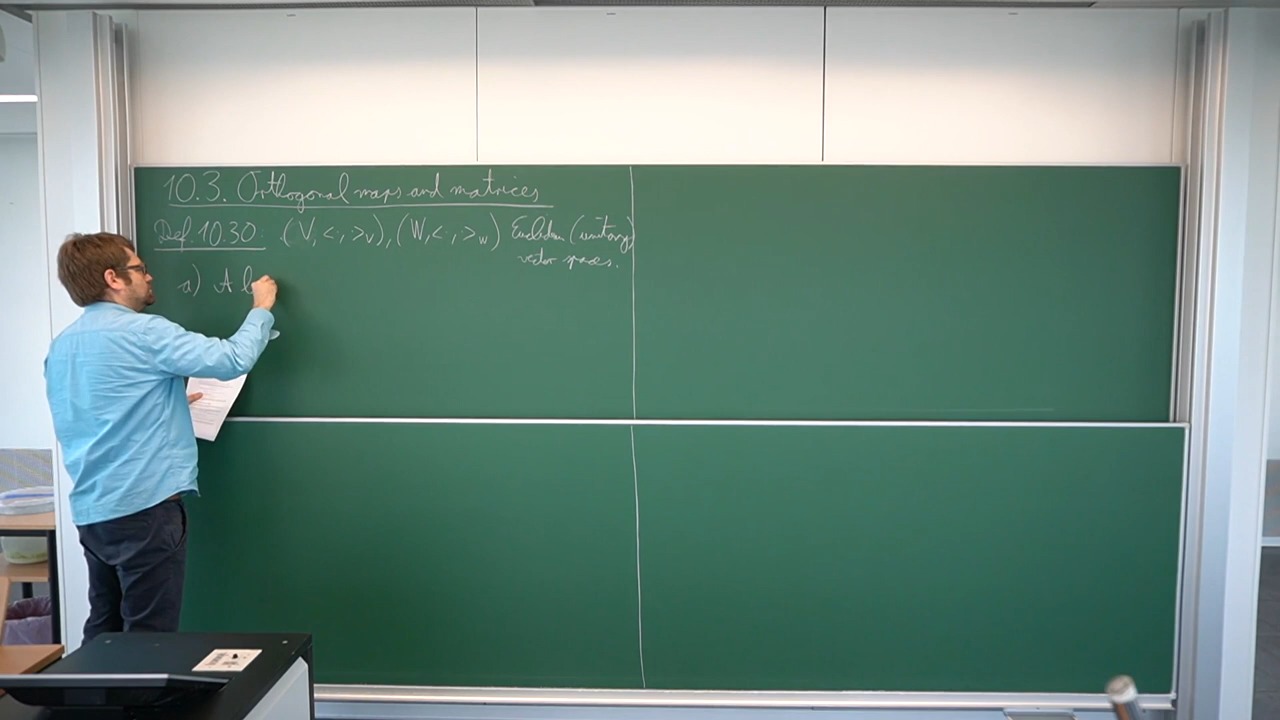 10.3. Orthogonal maps and matrices
Def. 10.30: (V, <·,·>_V), (W, <·,·>_W) Euclidean (unitary)
vector spaces.
a) A l